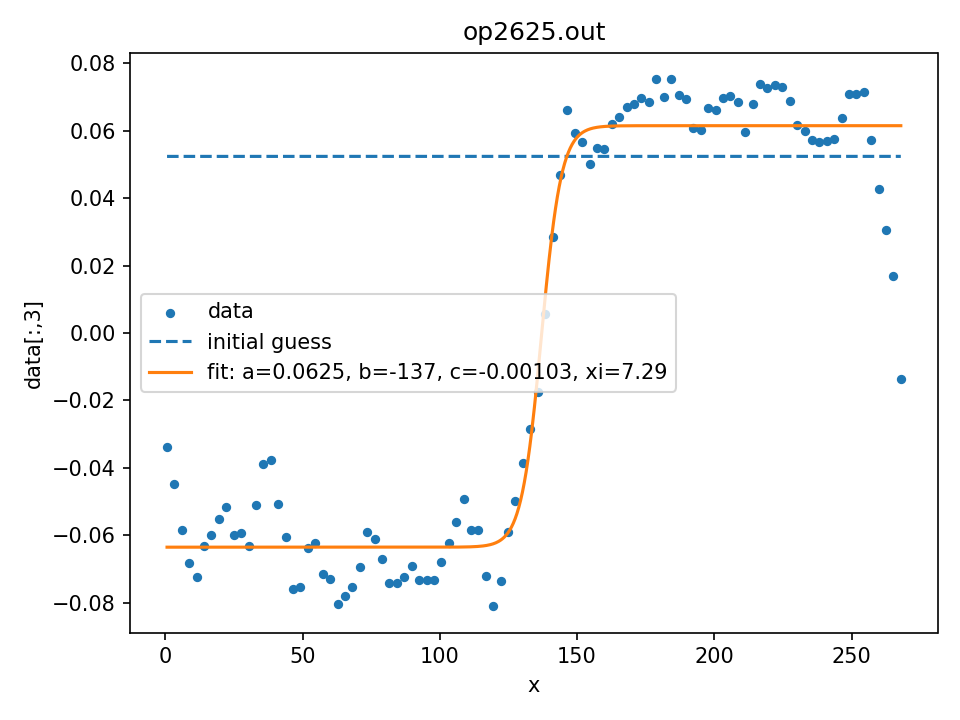 op2625.out
0.08
0.06
0.04
0.02
0.00
−0.02
−0.04
−0.06
−0.08
data[:,3]
data
initial guess
fit: a=0.0625, b=-137, c=-0.00103, xi=7.29
0 50 100 150 200 250
x